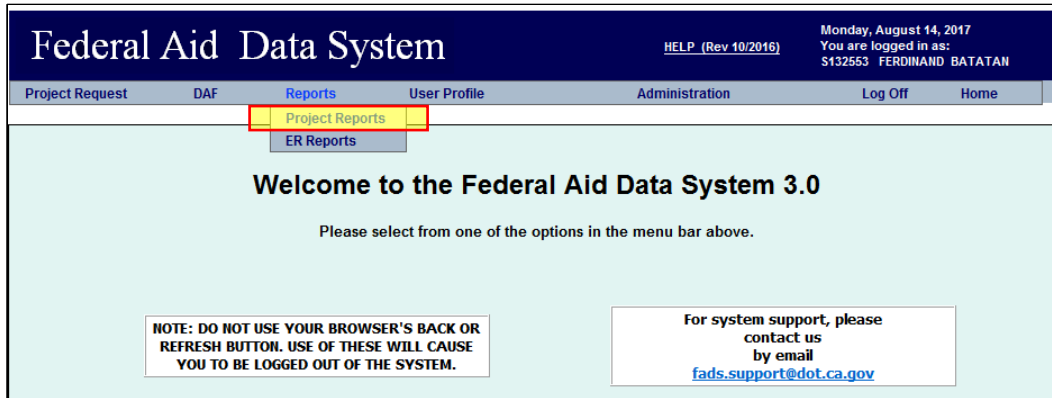 Federal Aid Data System
HELP (Rev 10/2016)
Monday, August 14, 2017
You are logged in as:
S132553 FERDINAND BATATAN
Project Request DAF Reports User Profile Administration Log Off Home
Project Reports
ER Reports
Welcome to the Federal Aid Data System 3.0
Please select from one of the options in the menu bar above.
NOTE: DO NOT USE YOUR BROWSER'S BACK OR
REFRESH BUTTON. USE OF THESE WILL CAUSE
YOU TO BE LOGGED OUT OF THE SYSTEM.
For system support, please
contact us
by email
fads.support@dot.ca.gov